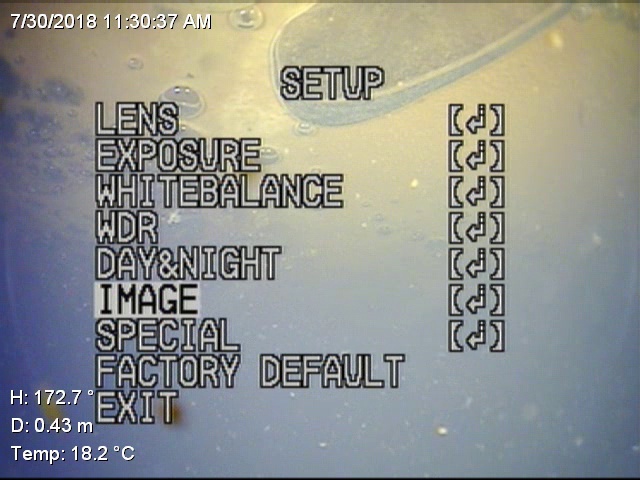 7/30/2018 11:30:37 AM
SETUP
LENS [↲]
EXPOSURE [↲]
WHITEBALANCE [↲]
WDR [↲]
DAY&NIGHT [↲]
IMAGE [↲]
SPECIAL [↲]
FACTORY DEFAULT
EXIT
H: 172.7 °
D: 0.43 m
Temp: 18.2 °C